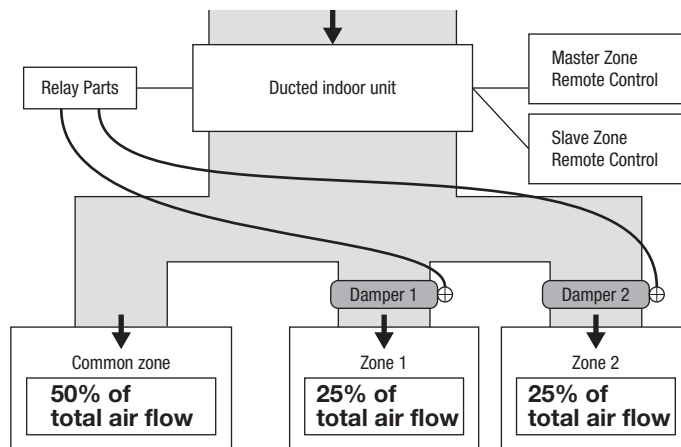 Master Zone
Remote Control
Relay Parts
Ducted indoor unit
Slave Zone
Remote Control
Damper 1
Damper 2
Common zone
50% of
total air flow
Zone 1
25% of
total air flow
Zone 2
25% of
total air flow